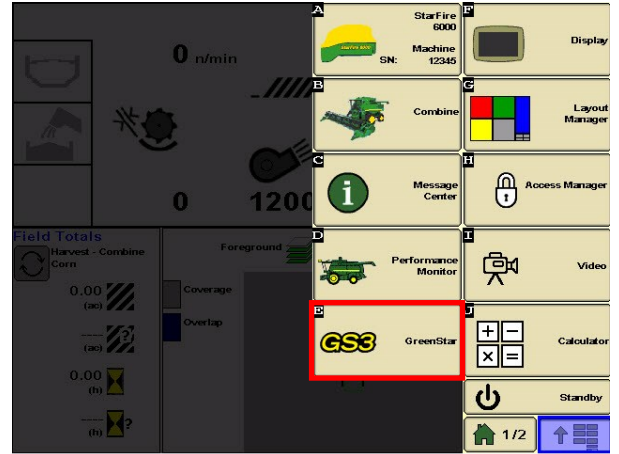 0 n/min
0
1200
Field Totals
Harvest - Combine
Corn
0.00
(ac)
----
(ac)
?
0.00
(h)
----
(h)
?
Foreground
Coverage
Overlap
A
StarFire
6000
STARFIRE 6000
Machine
SN: 12345
B
Combine
C
i
Message
Center
D
Performance
Monitor
E
GS3
GreenStar
F
Display
G
Layout
Manager
H
Access Manager
I
Video
J
Calculator
Standby
1/2